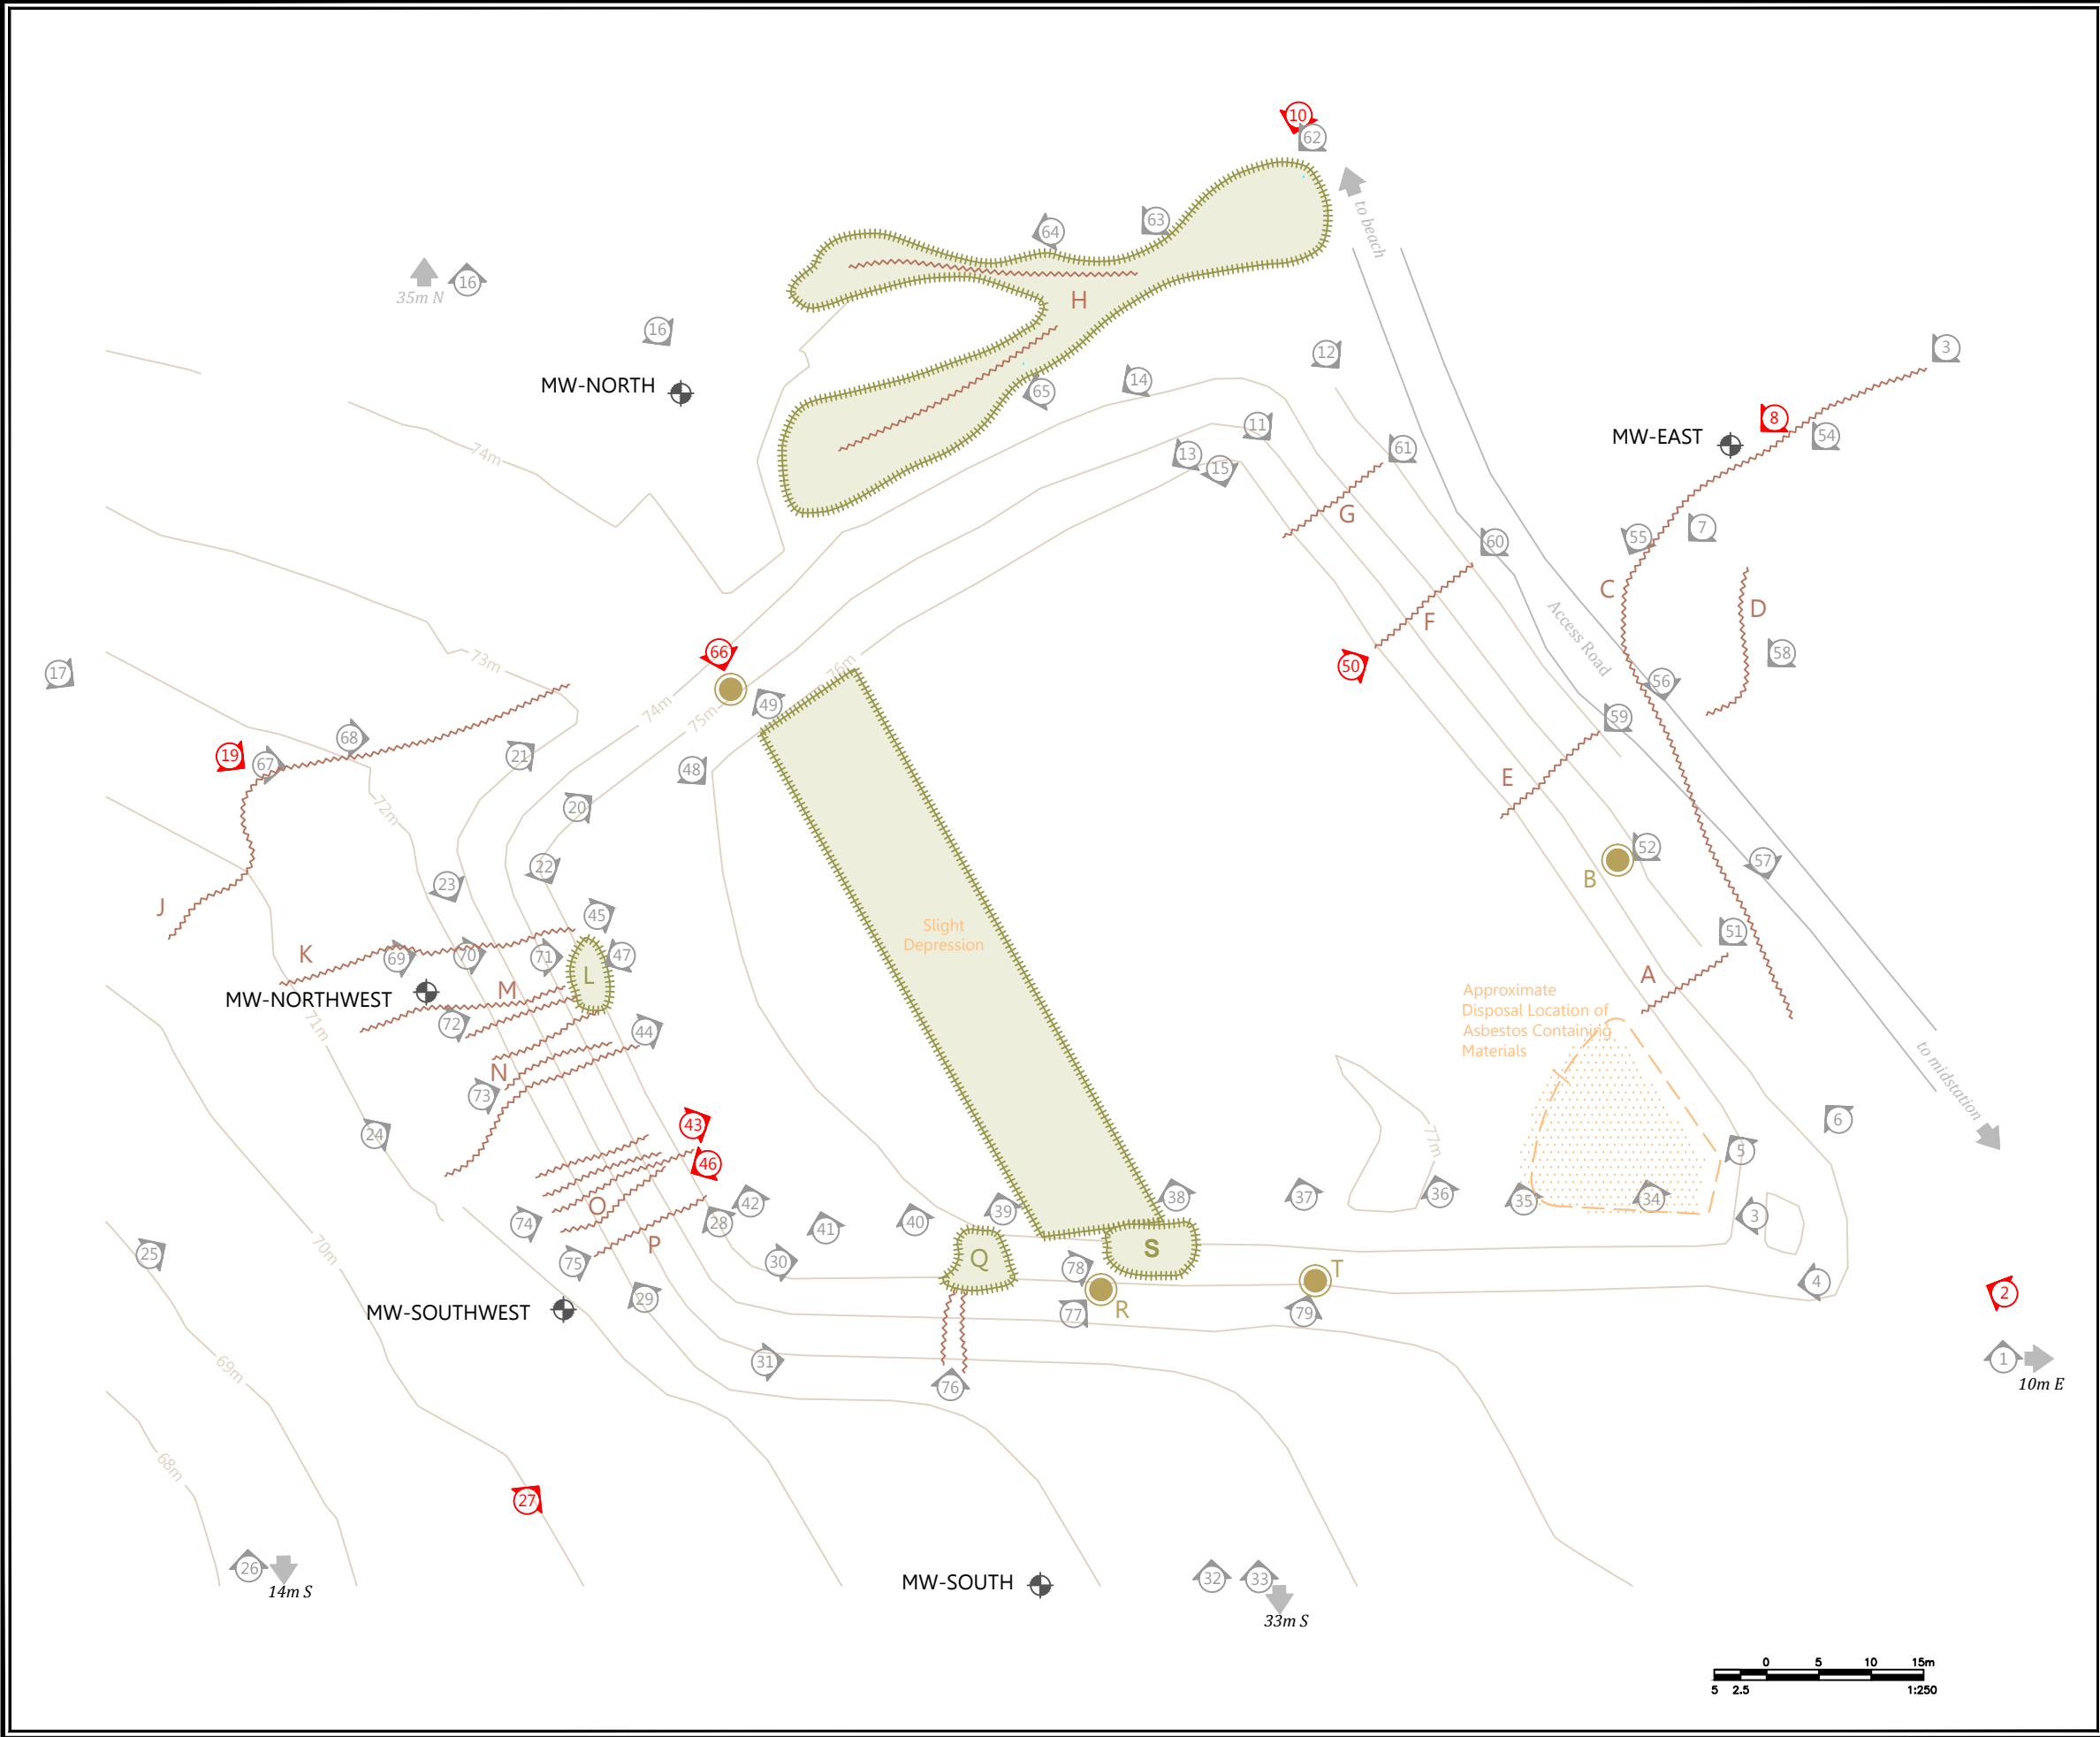 10
62
to beach
64
63
16
35m N
H
16
12
3
MW-NORTH
14
65
8
MW-EAST
54
11
74m
13
15
61
G
7
55
60
C
D
F
Access Road
66
50
58
73m
76m
17
56
74m
75m
49
59
68
19
67
21
48
E
72m
20
52
57
22
B
23
J
45
51
Slight
Depression
K
69
70
71
47
L
A
M
Approximate
Disposal Location of
Asbestos Containing
Materials
MW-NORTHWEST
71m
72
44
N
to midstation
73
24
43
6
77m
5
46
O
42
38
37
36
35
34
74
28
41
40
39
3
P
25
70m
75
30
Q
S
78
T
4
2
MW-SOUTHWEST
29
77
R
79
69m
31
1
10m E
76
68m
27
26
14m S
MW-SOUTH
32
33
33m S
0 5 10 15m
5 2.5 1:250